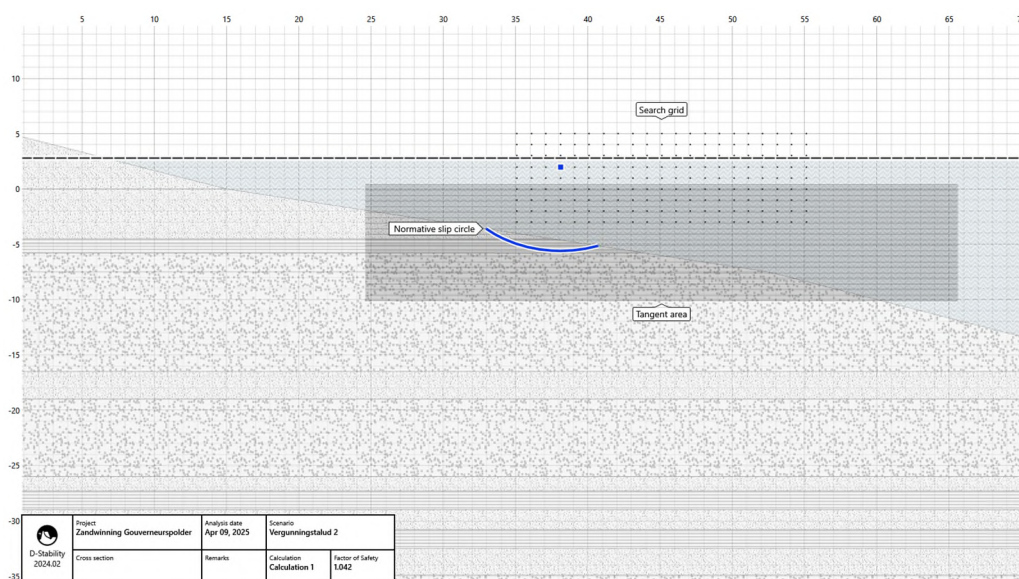 5 10 15 20 25 30 35 40 45 50 55 60 65 7
10
5
0
-5
-10
-15
-20
-25
-30
-35
Search grid
Normative slip circle
Tangent area
D-Stability
2024.02
Project
Zandwinning Gouverneurspolder
Analysis date
Apr 09, 2025
Scenario
Vergunningstalud 2
Cross section
Remarks
Calculation
Calculation 1
Factor of Safety
1.042